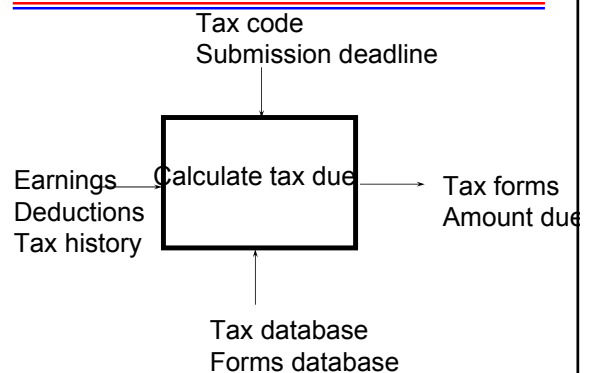 Tax code
Submission deadline
Calculate tax due
Earnings
Deductions
Tax history
Tax forms
Amount due
Tax database
Forms database